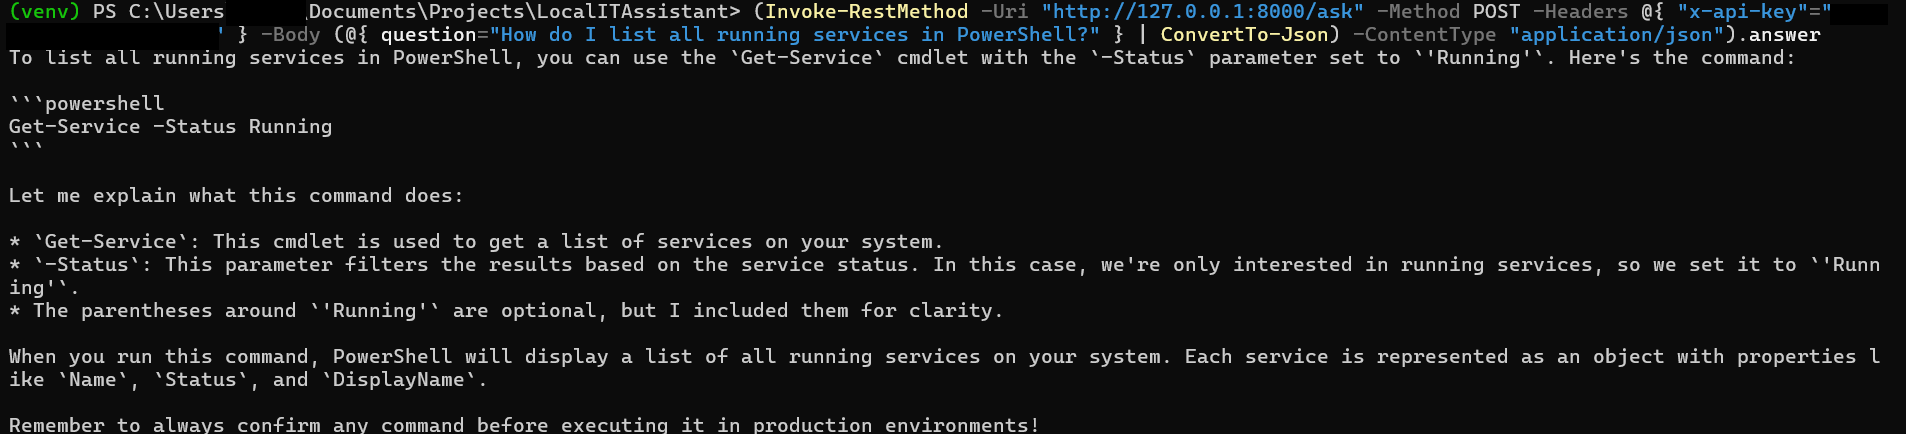 (venv) PS C:\Users \Documents\Projects\LocalITAssistant> (Invoke-RestMethod -Uri "http://127.0.0.1:8000/ask" -Method POST -Headers @{ "x-api-key"="
" } -Body (@{ question="How do I list all running services in PowerShell?" } | ConvertTo-Json) -ContentType "application/json").answer
To list all running services in PowerShell, you can use the `Get-Service` cmdlet with the `-Status` parameter set to `'Running'`. Here's the command:
```powershell
Get-Service -Status Running
```
Let me explain what this command does:
* `Get-Service`: This cmdlet is used to get a list of services on your system.
* `-Status`: This parameter filters the results based on the service status. In this case, we're only interested in running services, so we set it to `'Runn
ing'`.
* The parentheses around `'Running'` are optional, but I included them for clarity.
When you run this command, PowerShell will display a list of all running services on your system. Each service is represented as an object with properties l
ike `Name`, `Status`, and `DisplayName`.
Remember to always confirm any command before executing it in production environments!